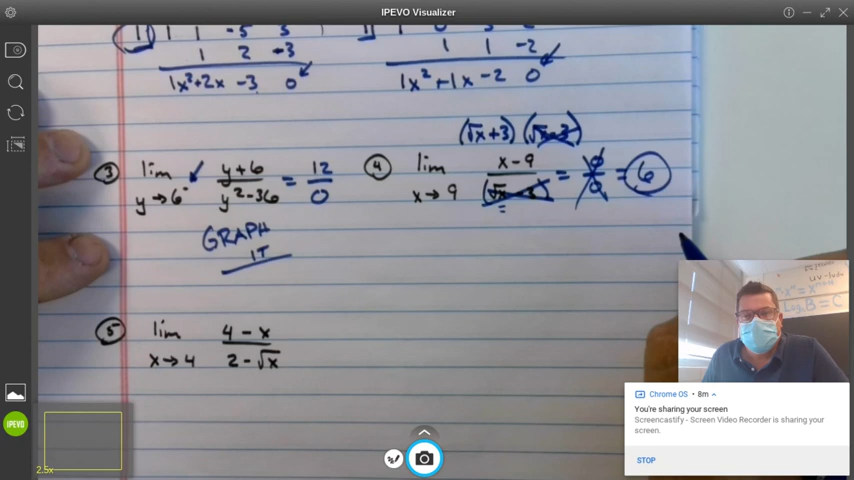 IPEVO Visualizer
1 1 -5 3
1 2 -3
1x²+2x -3 0
1 1 -2
1x² +1x -2 0
(√x+3) (√x-3)
③ lim y+6 = 12
y→6⁻ y²-36 0
GRAPH
IT
④ lim x-9 = 0 = 6
x→9 (√x-3) 0
⑤ lim 4-x
x→4 2-√x
Chrome OS • 8m
You're sharing your screen
Screencastify - Screen Video Recorder is sharing your
screen.
STOP
IPEVO
2.5x